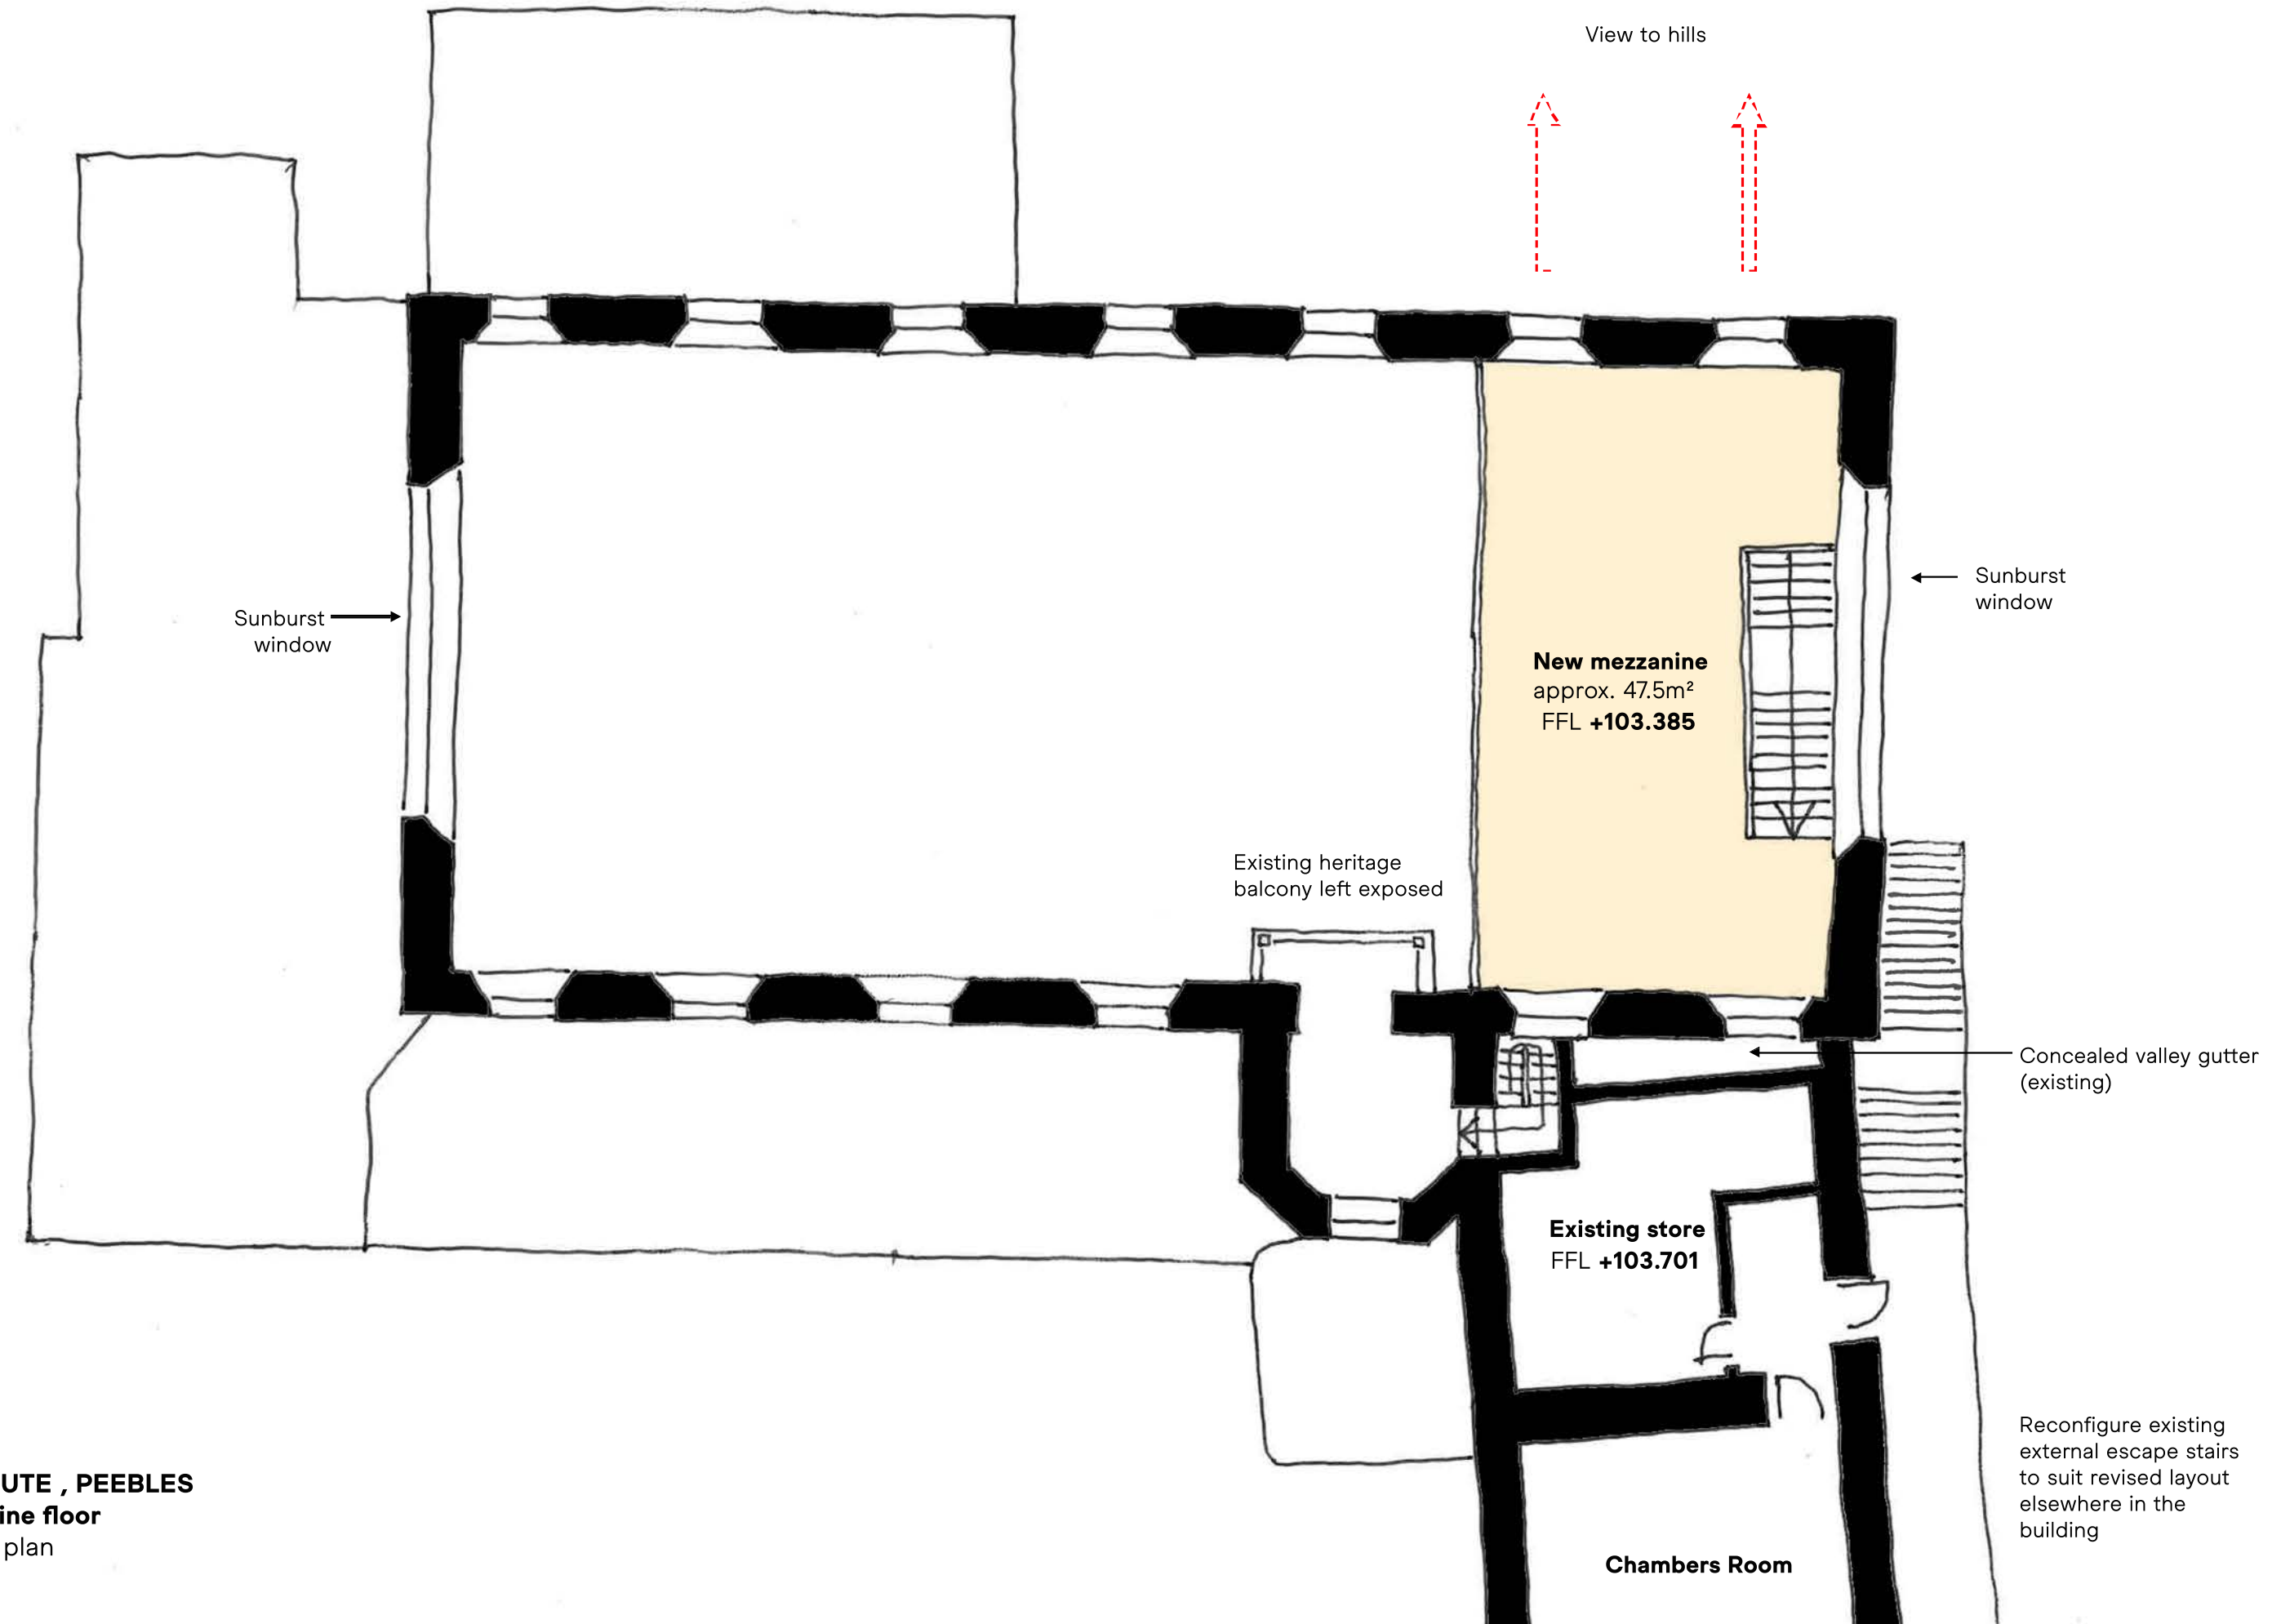 View to hills
Sunburst
window
Sunburst
window
New mezzanine
approx. 47.5m²
FFL +103.385
Existing heritage
balcony left exposed
Concealed valley gutter
(existing)
Existing store
FFL +103.701
Reconfigure existing
external escape stairs
to suit revised layout
elsewhere in the
building
UTE , PEEBLES
ine floor
plan
Chambers Room